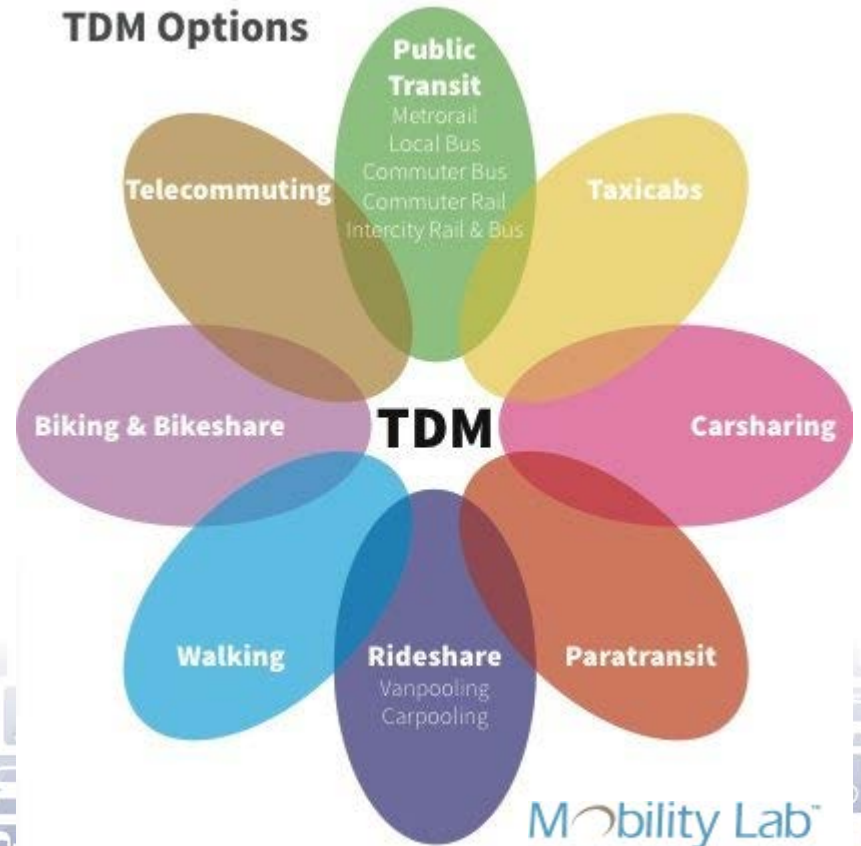 TDM Options
Public
Transit
Metrorail
Local Bus
Commuter Bus
Commuter Rail
Intercity Rail & Bus
Telecommuting
Taxicabs
Biking & Bikeshare
TDM
Carsharing
Walking
Rideshare
Vanpooling
Carpooling
Paratransit
Mobility Lab™